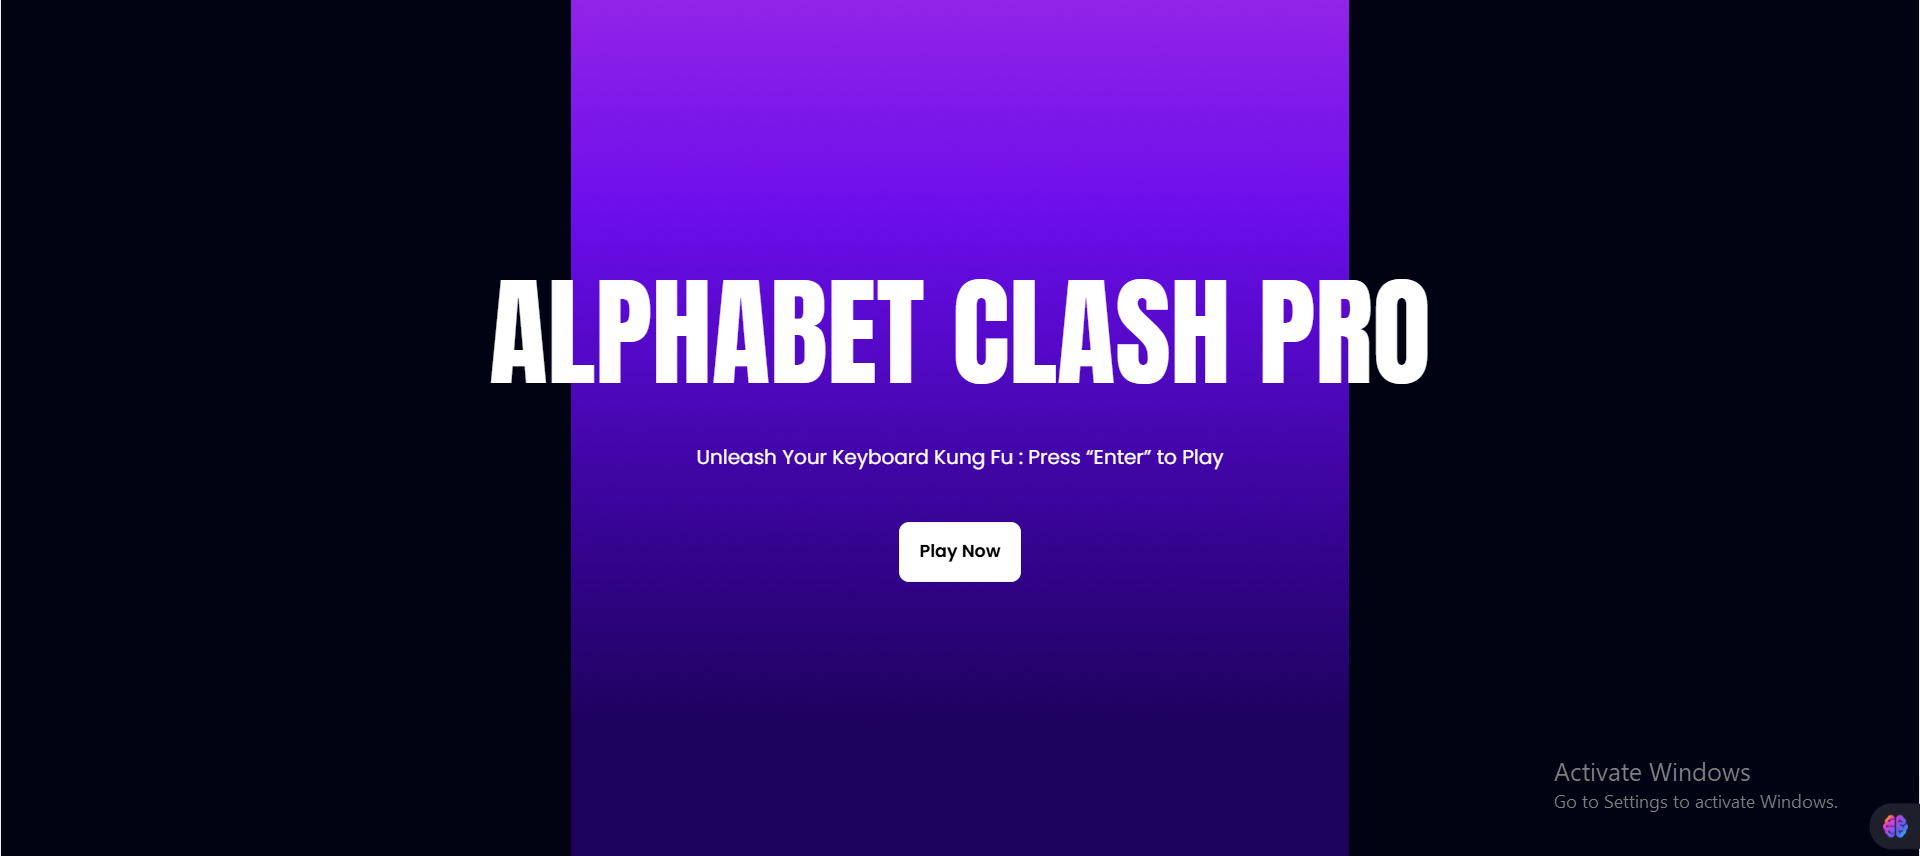 ALPHABET CLASH PRO
Unleash Your Keyboard Kung Fu : Press “Enter” to Play
Play Now
Activate Windows
Go to Settings to activate Windows.